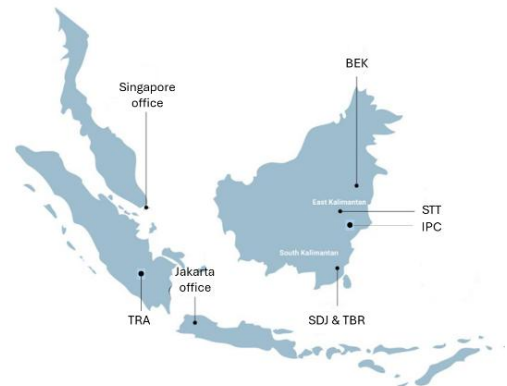 BEK
Singapore
office
East Kalimantan
STT
IPC
South Kalimantan
Jakarta
office
TRA
SDJ & TBR